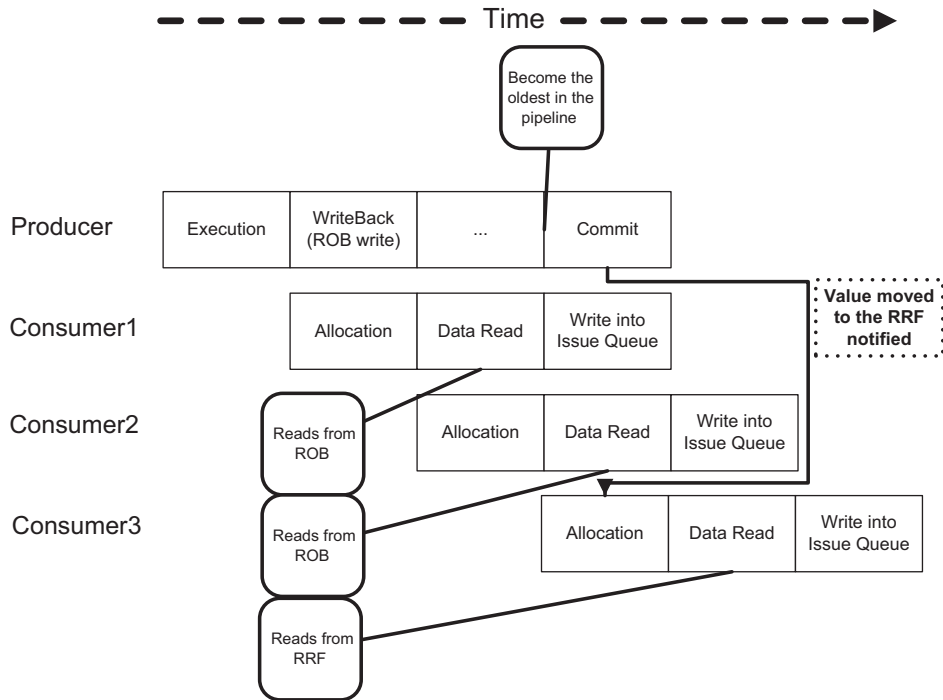 Time
Become the
oldest in the
pipeline
Producer
Execution
WriteBack
(ROB write)
...
Commit
Value moved
to the RRF
notified
Consumer1
Allocation
Data Read
Write into
Issue Queue
Consumer2
Reads from
ROB
Allocation
Data Read
Write into
Issue Queue
Consumer3
Reads from
ROB
Allocation
Data Read
Write into
Issue Queue
Reads from
RRF